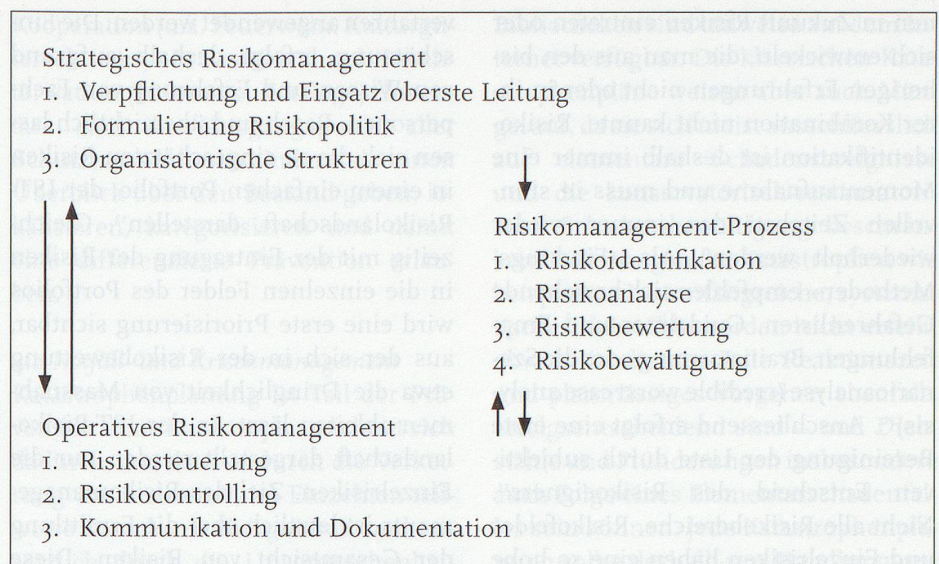 Strategisches Risikomanagement
1. Verpflichtung und Einsatz oberste Leitung
2. Formulierung Risikopolitik
3. Organisatorische Strukturen
Risikomanagement-Prozess
1. Risikoidentifikation
2. Risikoanalyse
3. Risikobewertung
4. Risikobewältigung
Operatives Risikomanagement
1. Risikosteuerung
2. Risikocontrolling
3. Kommunikation und Dokumentation